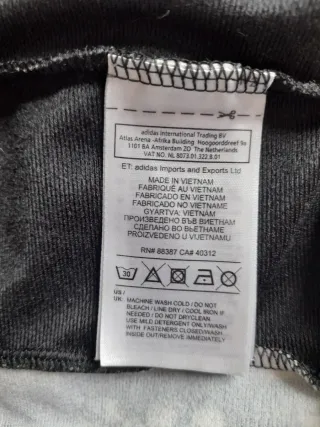 adidas International Trading BV
Atlas Arena -Afrika Building Hoogoorddreef 9a
1101 BA Amsterdam ZO The Netherlands
VAT NO. NL 8073.01.322.B.01
ET: adidas Imports and Exports Ltd
MADE IN VIETNAM
FABRIQUÉ AU VIETNAM
FABRICADO EN VIETNAM
FABRICADO NO VIETNAME
GYÁRTVA: VIETNAM
ПРОИЗВЕДЕНО ВЪВ ВИЕТНАМ
СДЕЛАНО ВО ВЬЕТНАМЕ
PROIZVEDENO U VIJETNAMU
RN# 88387 CA# 40312
30
US /
UK: MACHINE WASH COLD / DO NOT
BLEACH / LINE DRY / COOL IRON IF
NEEDED / DO NOT DRYCLEAN
USE MILD DETERGENT ONLY/WASH
WITH FASTENERS CLOSED/WASH
INSIDE OUT/REMOVE IMMEDIATELY